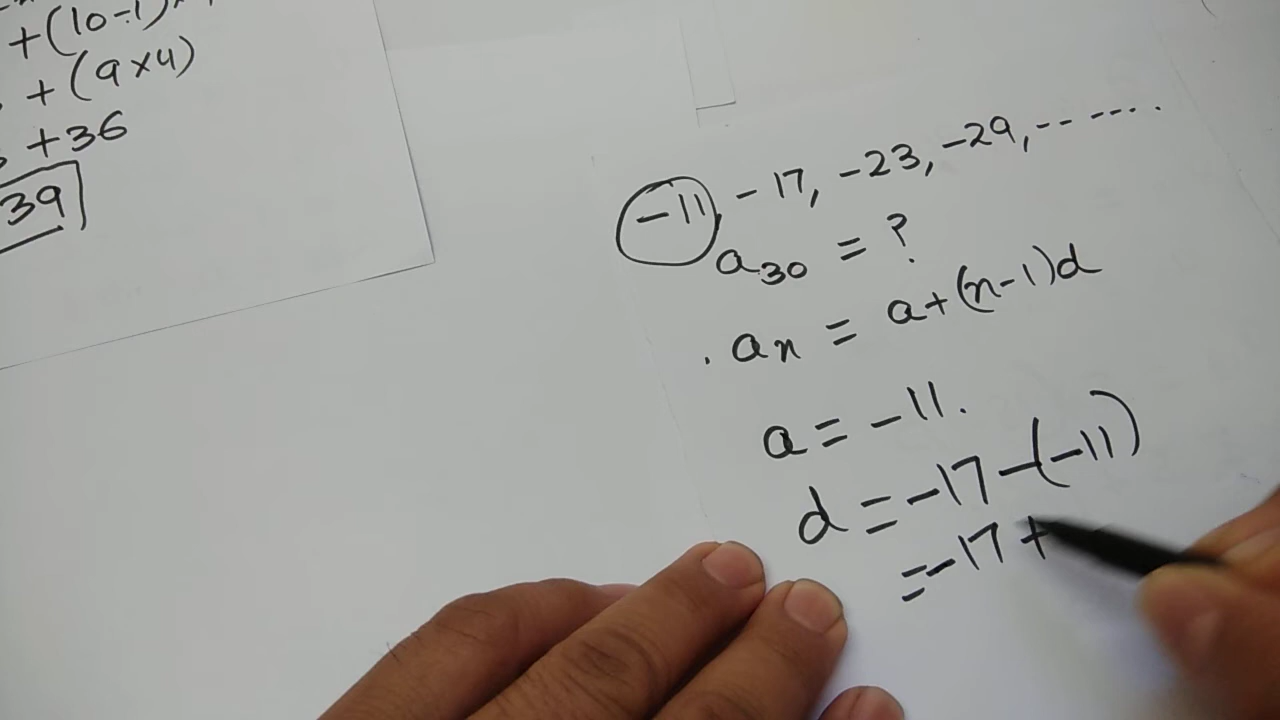 +(10-1)
+(9×4)
+36
39
-11, -17, -23, -29, -- -- ...
a30 = ?
. an = a+(n-1)d
a = -11.
d = -17-(-11)
= -17 +